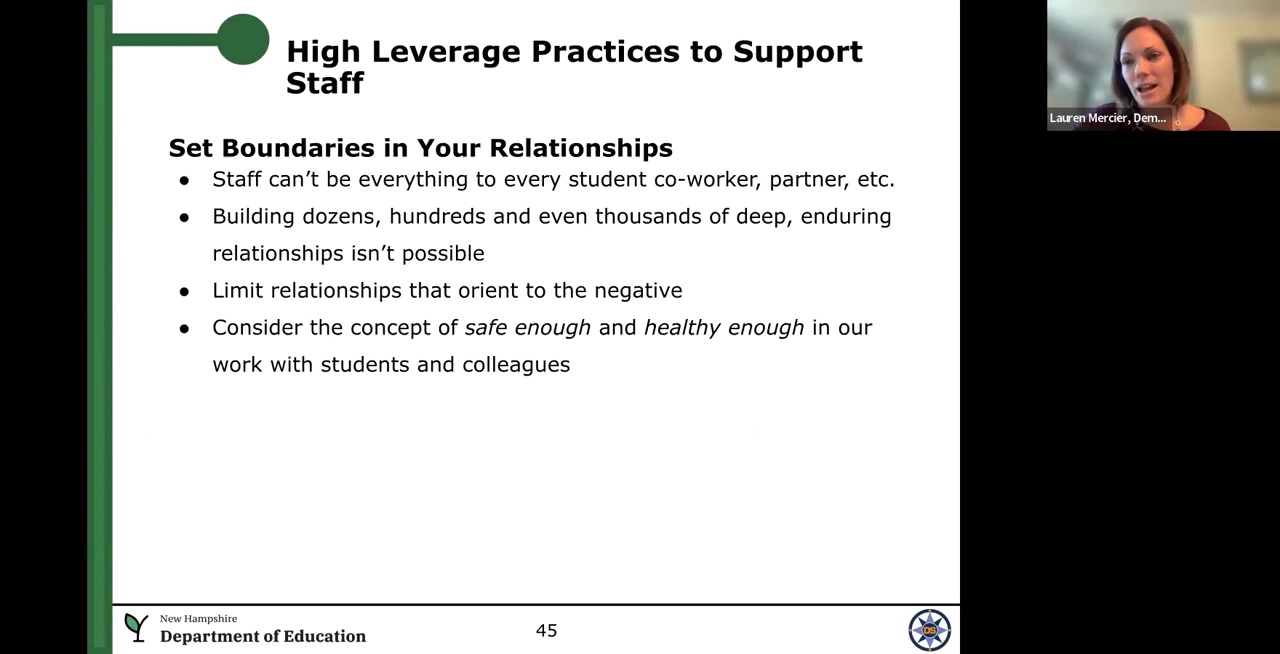 High Leverage Practices to Support
Staff
Lauren Mercier, Dem...
Set Boundaries in Your Relationships
● Staff can’t be everything to every student co-worker, partner, etc.
● Building dozens, hundreds and even thousands of deep, enduring
relationships isn’t possible
● Limit relationships that orient to the negative
● Consider the concept of safe enough and healthy enough in our
work with students and colleagues
New Hampshire
Department of Education
45
DS